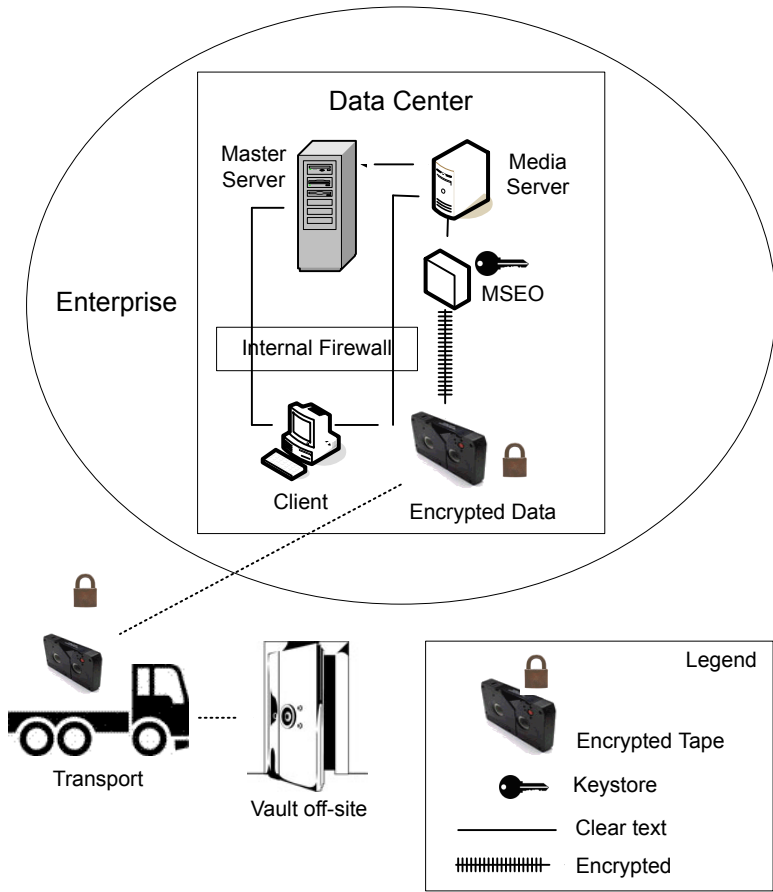 Data Center
Master
Server
Media
Server
Enterprise
MSEO
Internal Firewall
Client
Encrypted Data
Transport
Vault off-site
Legend
Encrypted Tape
Keystore
Clear text
Encrypted